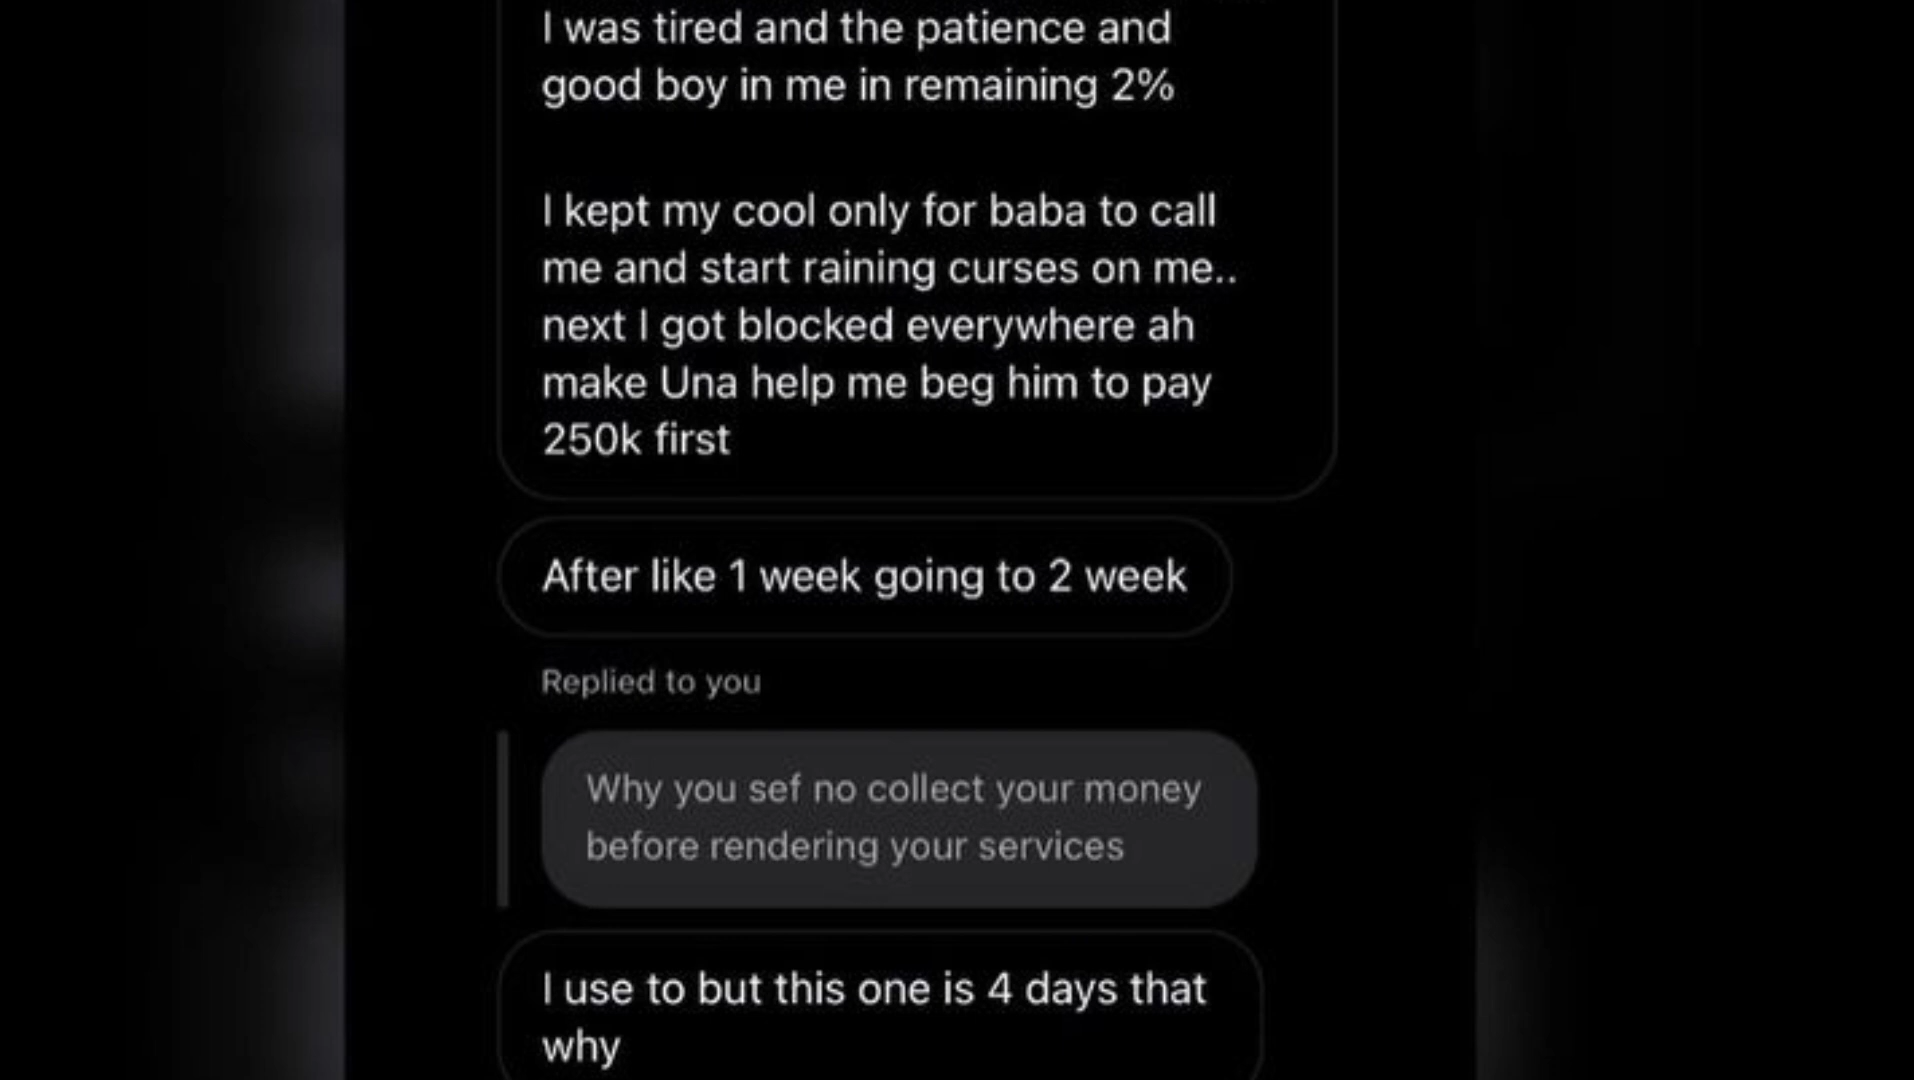 I was tired and the patience and
good boy in me in remaining 2%
I kept my cool only for baba to call
me and start raining curses on me..
next I got blocked everywhere ah
make Una help me beg him to pay
250k first
After like 1 week going to 2 week
Replied to you
Why you sef no collect your money
before rendering your services
I use to but this one is 4 days that
why